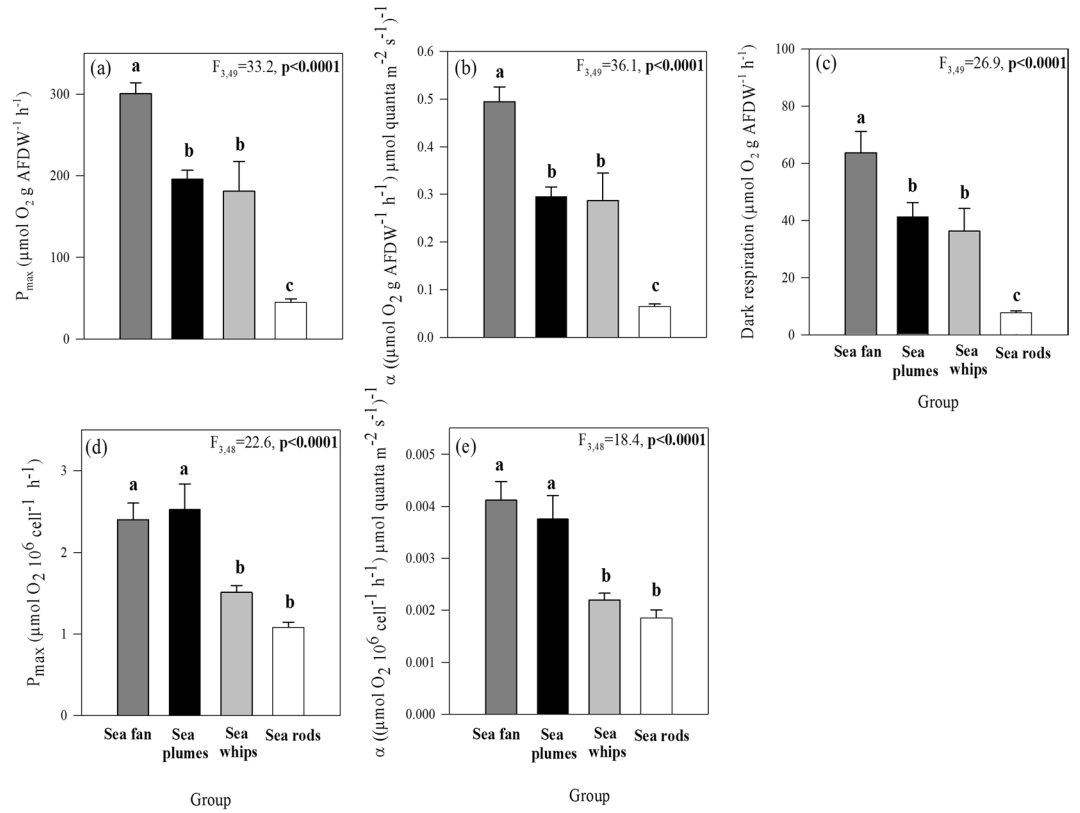 (a)
F3,49=33.2, p<0.0001
Pmax (µmol O2 g AFDW-1 h-1)
300
200
100
0
a
b
b
c
(b)
F3,49=36.1, p<0.0001
α ((µmol O2 g AFDW-1 h-1) µmol quanta m-2 s-1)-1
0.6
0.5
0.4
0.3
0.2
0.1
0.0
a
b
b
c
(c)
F3,49=26.9, p<0.0001
Dark respiration (µmol O2 g AFDW-1 h-1)
100
80
60
40
20
0
a
b
b
c
Sea fan
Sea
plumes
Sea
whips
Sea rods
Group
(d)
F3,48=22.6, p<0.0001
Pmax (µmol O2 10^6 cell-1 h-1)
3
2
1
0
a
a
b
b
Sea fan
Sea
plumes
Sea
whips
Sea rods
Group
(e)
F3,48=18.4, p<0.0001
α ((µmol O2 10^6 cell-1 h-1) µmol quanta m-2 s-1)-1
0.005
0.004
0.003
0.002
0.001
0.000
a
a
b
b
Sea fan
Sea
plumes
Sea
whips
Sea rods
Group